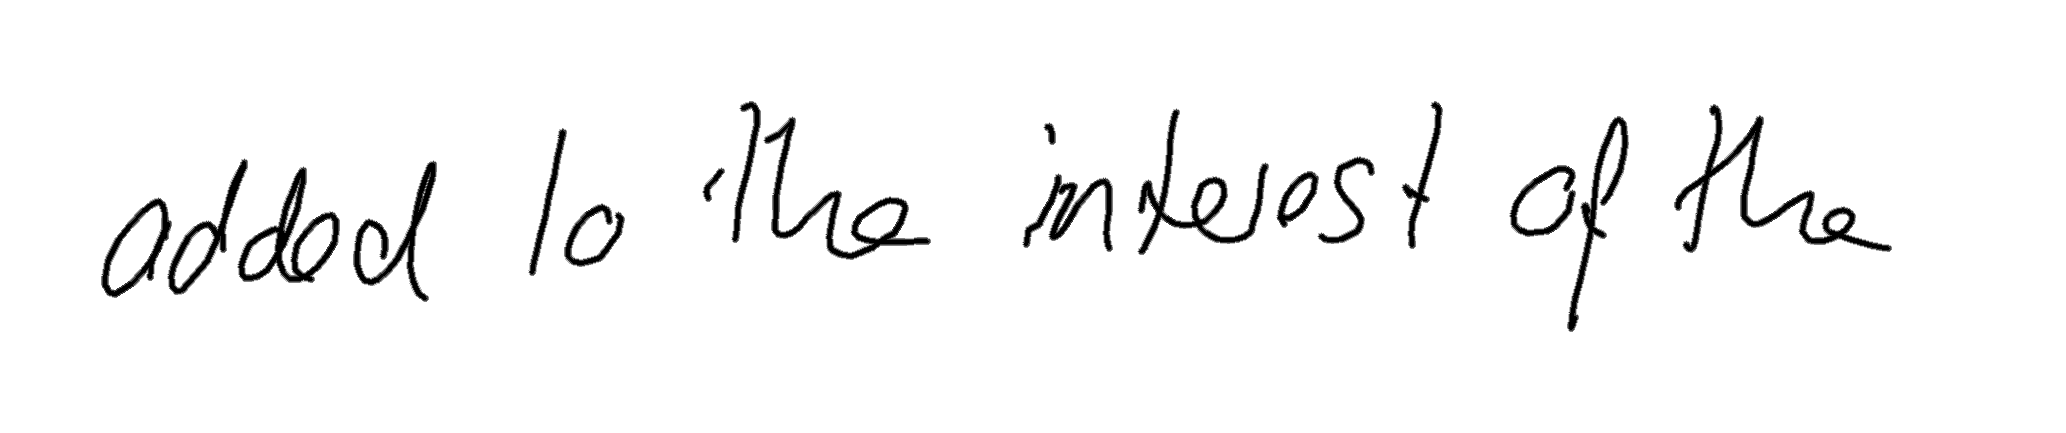 added to the interest of the